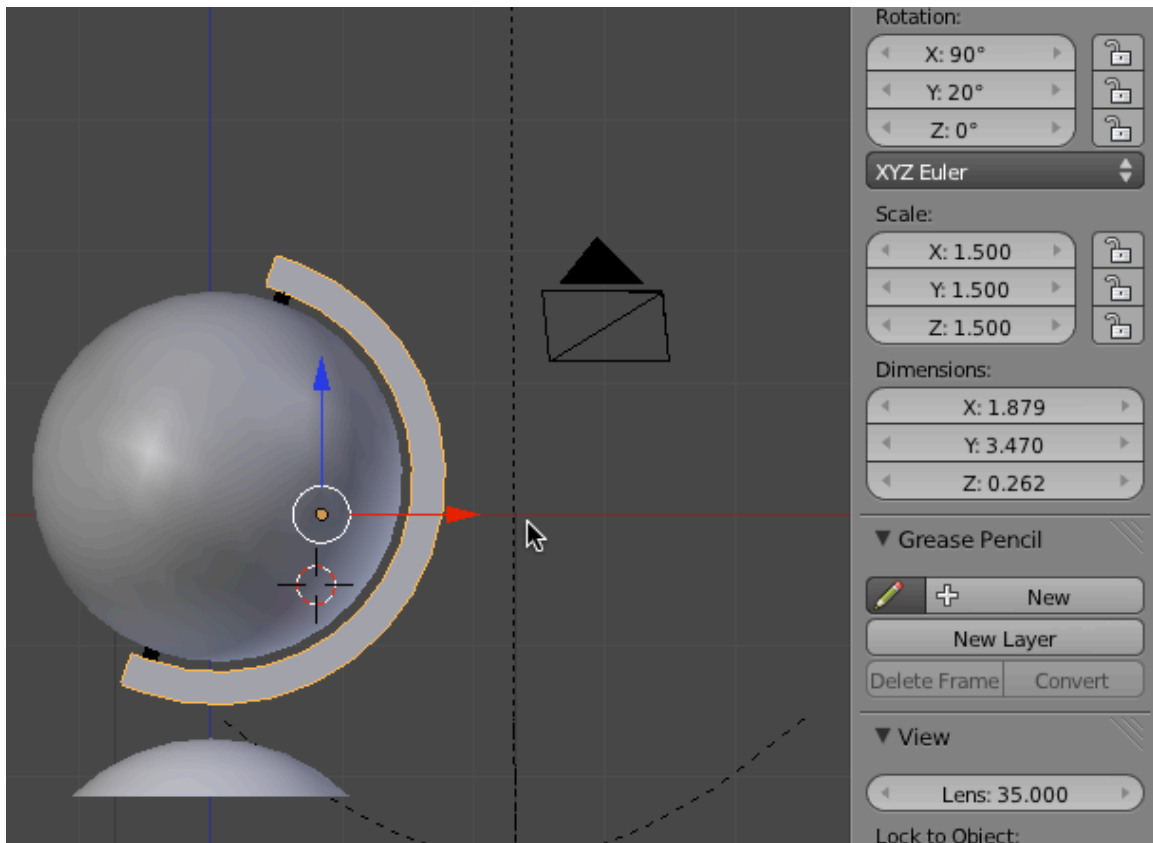 Rotation:
X: 90°
Y: 20°
Z: 0°
XYZ Euler
Scale:
X: 1.500
Y: 1.500
Z: 1.500
Dimensions:
X: 1.879
Y: 3.470
Z: 0.262
Grease Pencil
New
New Layer
Delete Frame Convert
View
Lens: 35.000
Lock to Object: